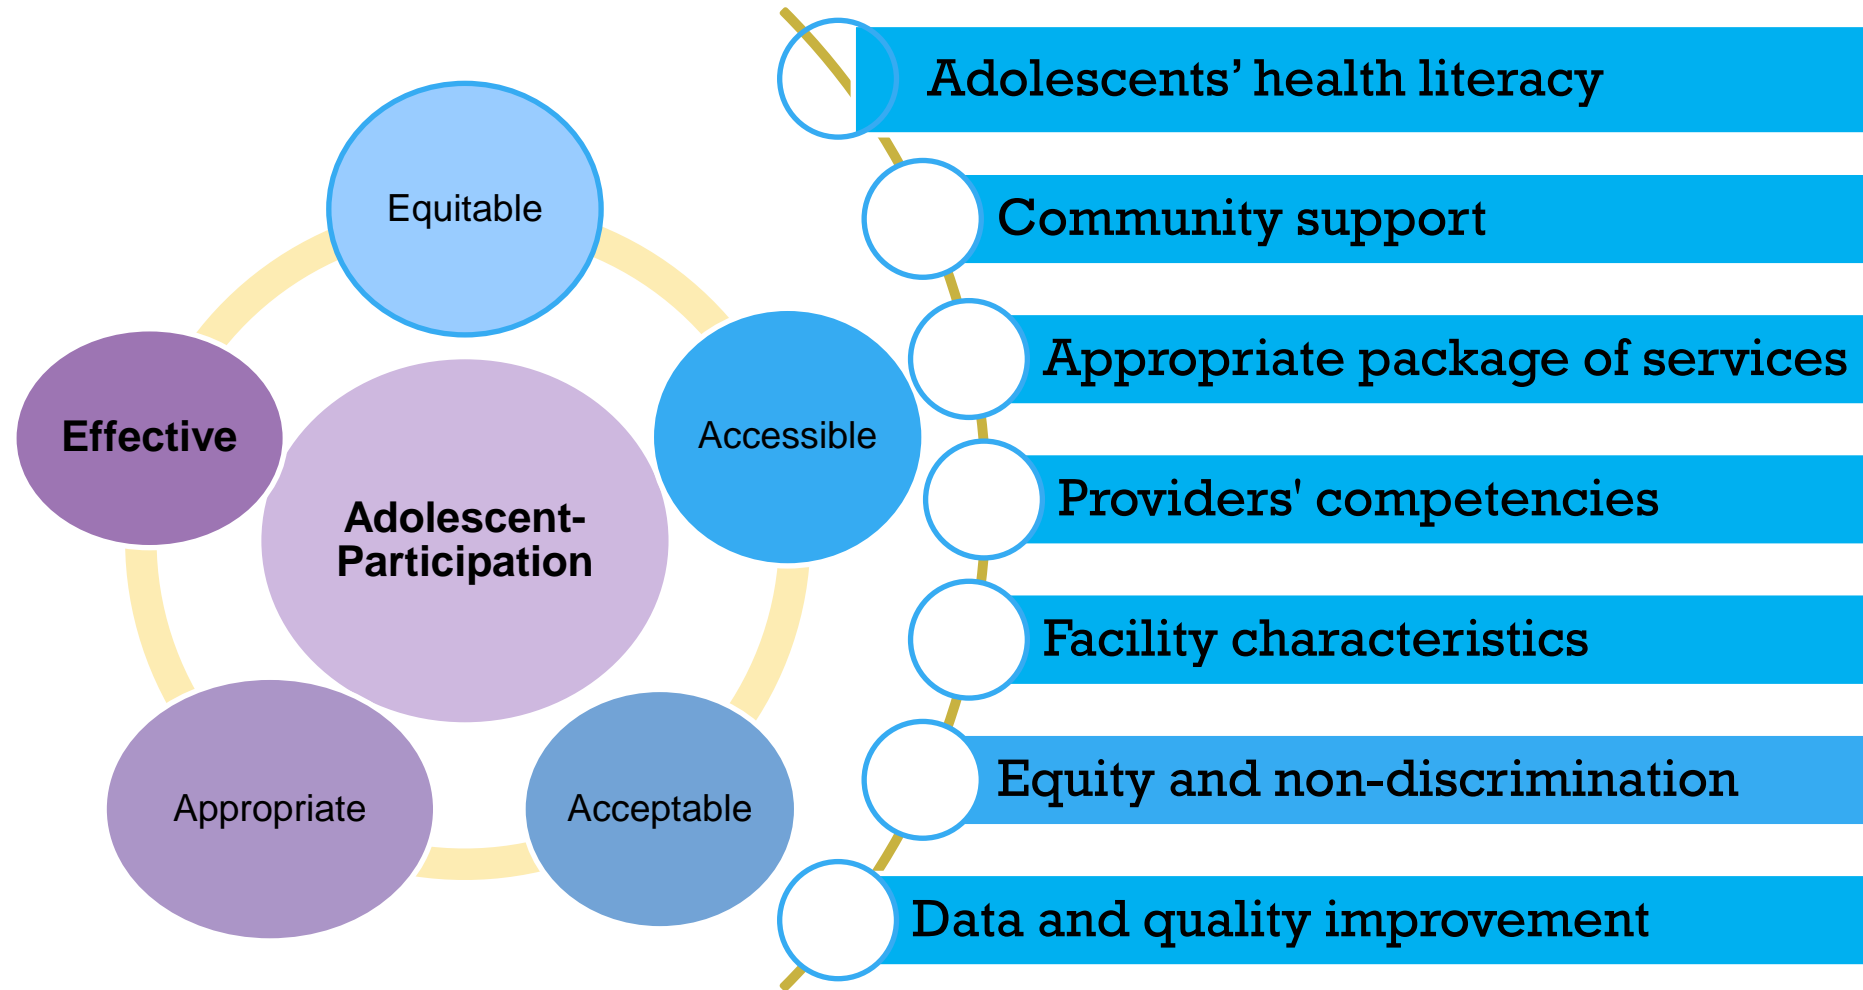 Equitable
Accessible
Acceptable
Appropriate
Effective
Adolescent-
Participation
Adolescents’ health literacy
Community support
Appropriate package of services
Providers' competencies
Facility characteristics
Equity and non-discrimination
Data and quality improvement